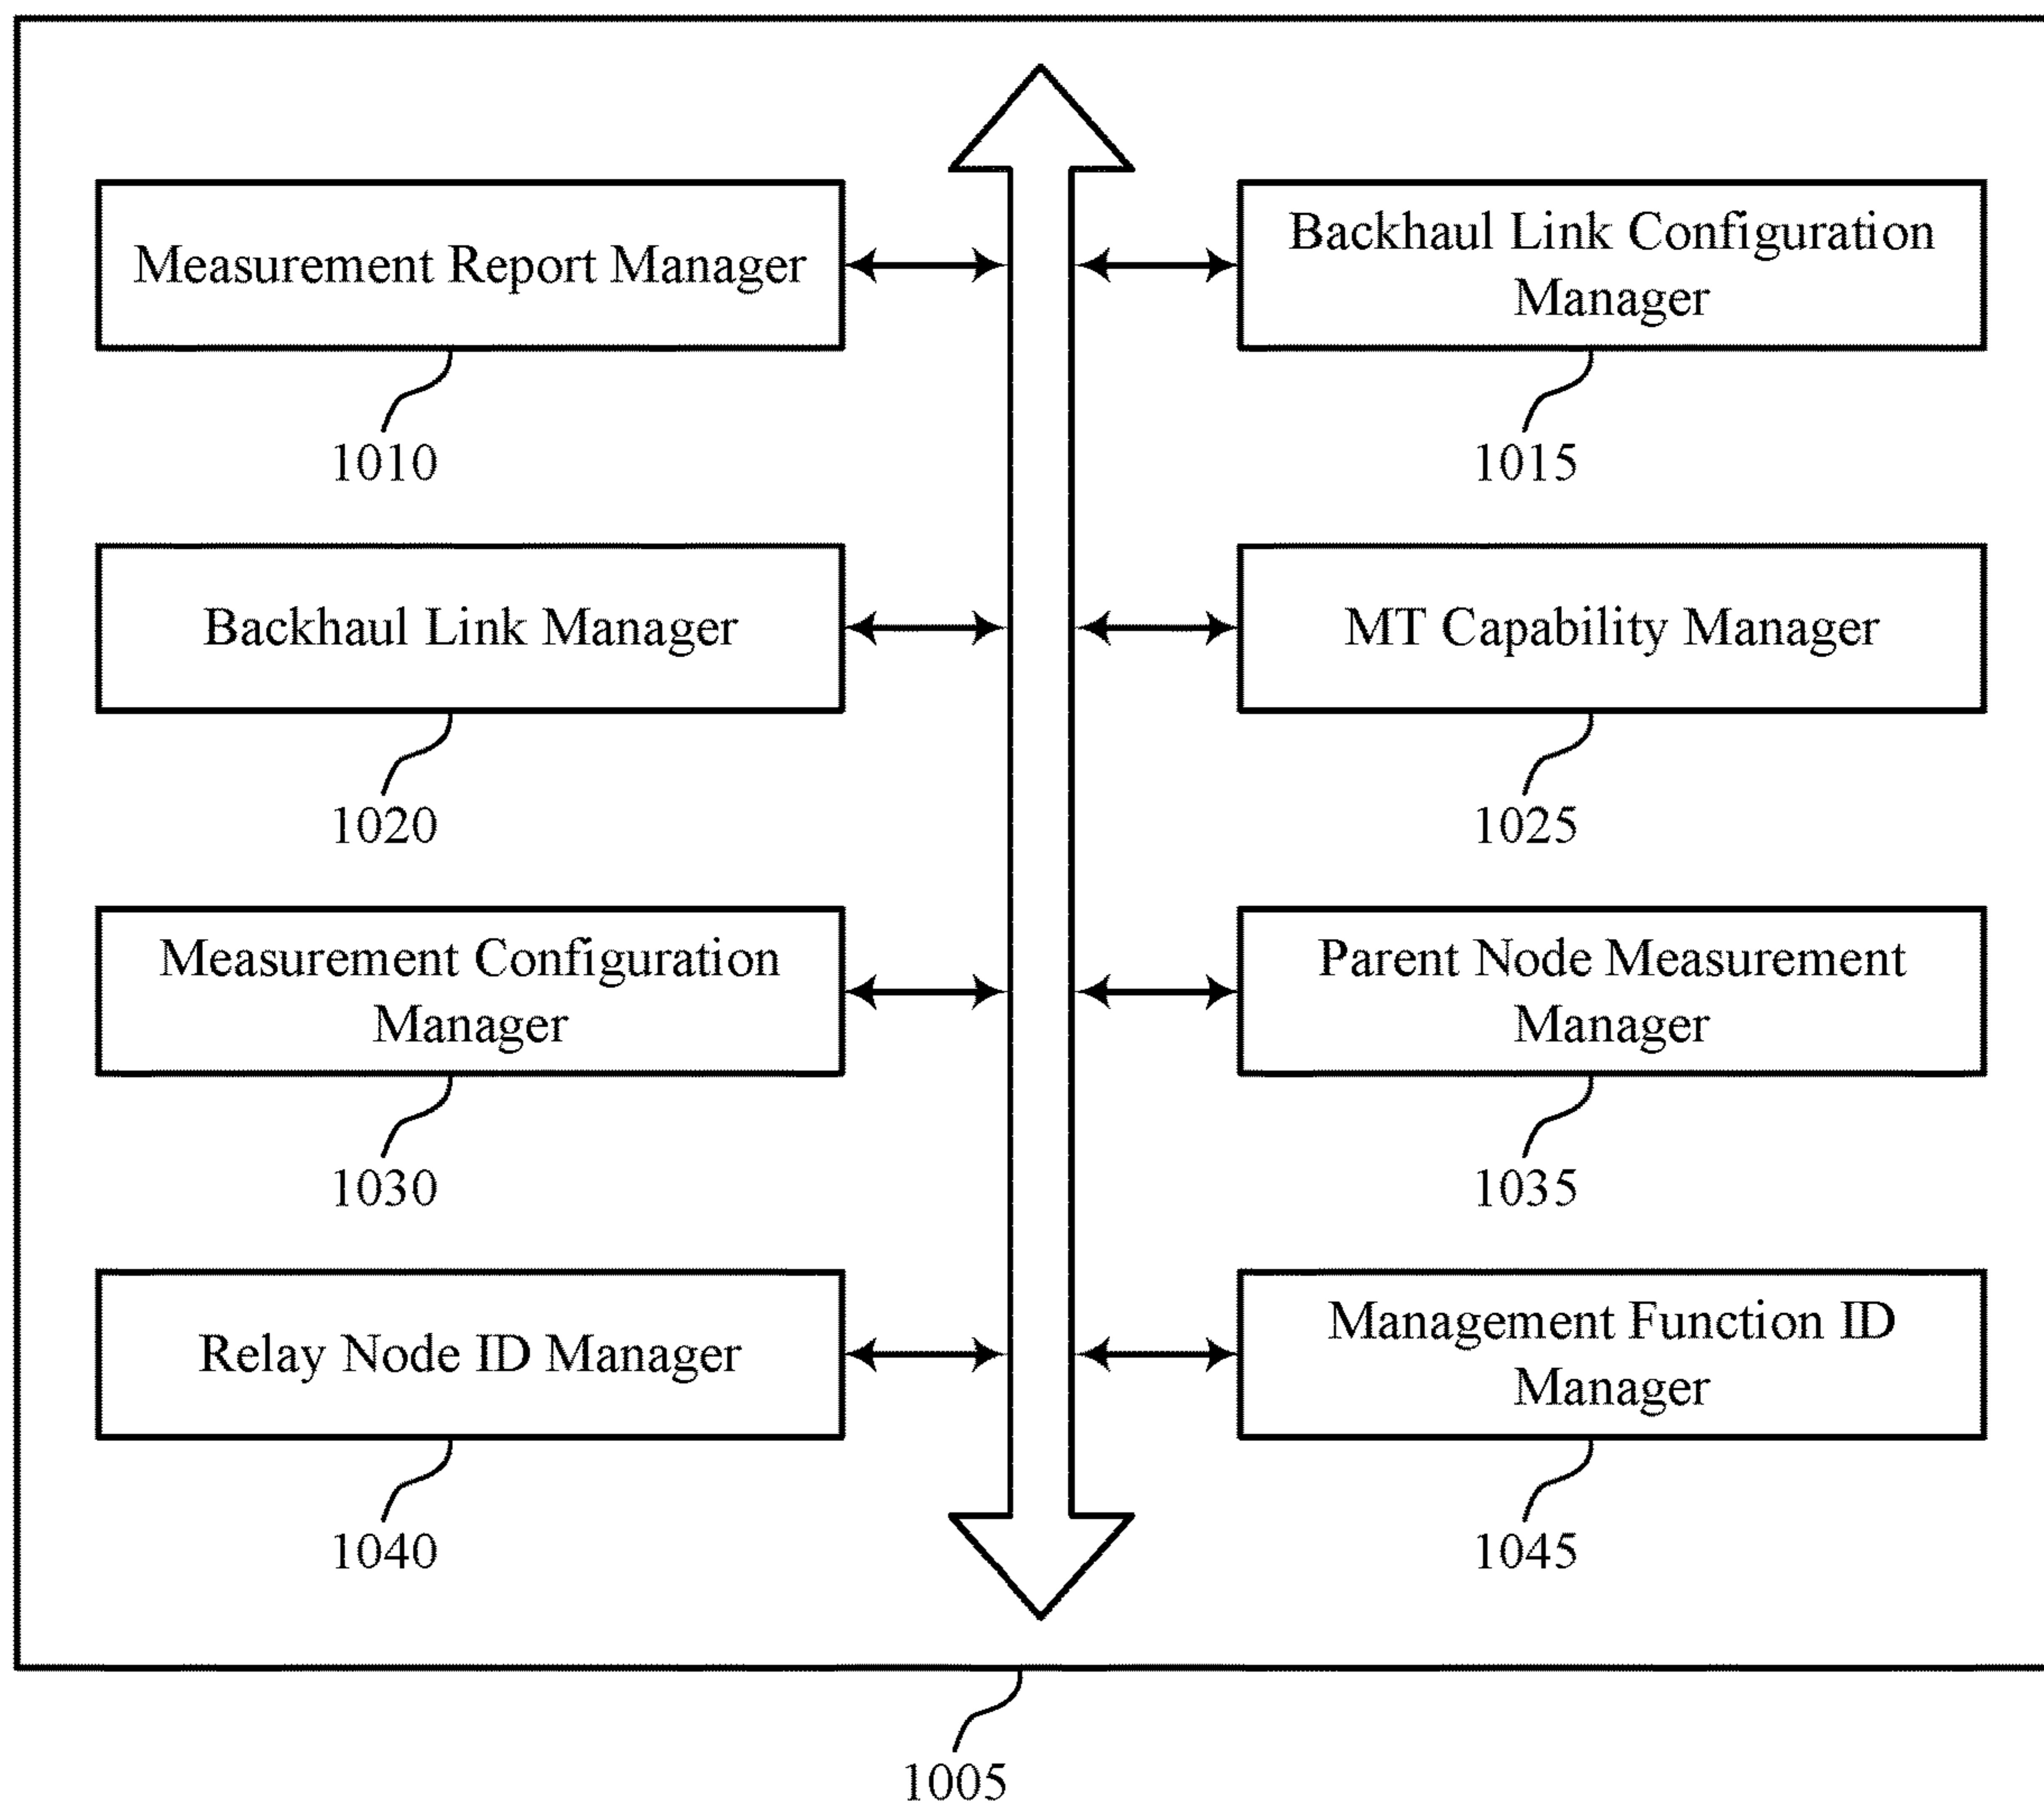 Measurement Report Manager
1010
Backhaul Link Configuration
Manager
1015
Backhaul Link Manager
1020
MT Capability Manager
1025
Measurement Configuration
Manager
1030
Parent Node Measurement
Manager
1035
Relay Node ID Manager
1040
Management Function ID
Manager
1045
1005